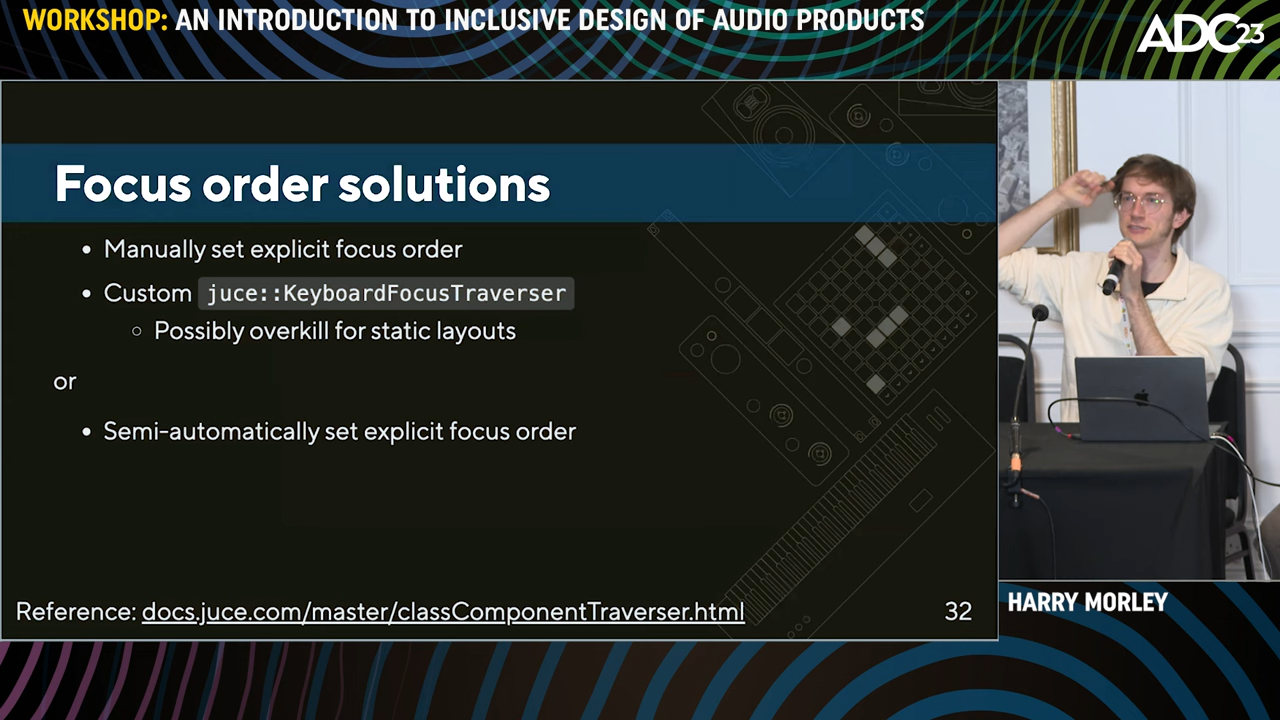 WORKSHOP: AN INTRODUCTION TO INCLUSIVE DESIGN OF AUDIO PRODUCTS
ADC23
Focus order solutions
• Manually set explicit focus order
• Custom juce::KeyboardFocusTraverser
○ Possibly overkill for static layouts
or
• Semi-automatically set explicit focus order
Reference: docs.juce.com/master/classComponentTraverser.html
32
HARRY MORLEY